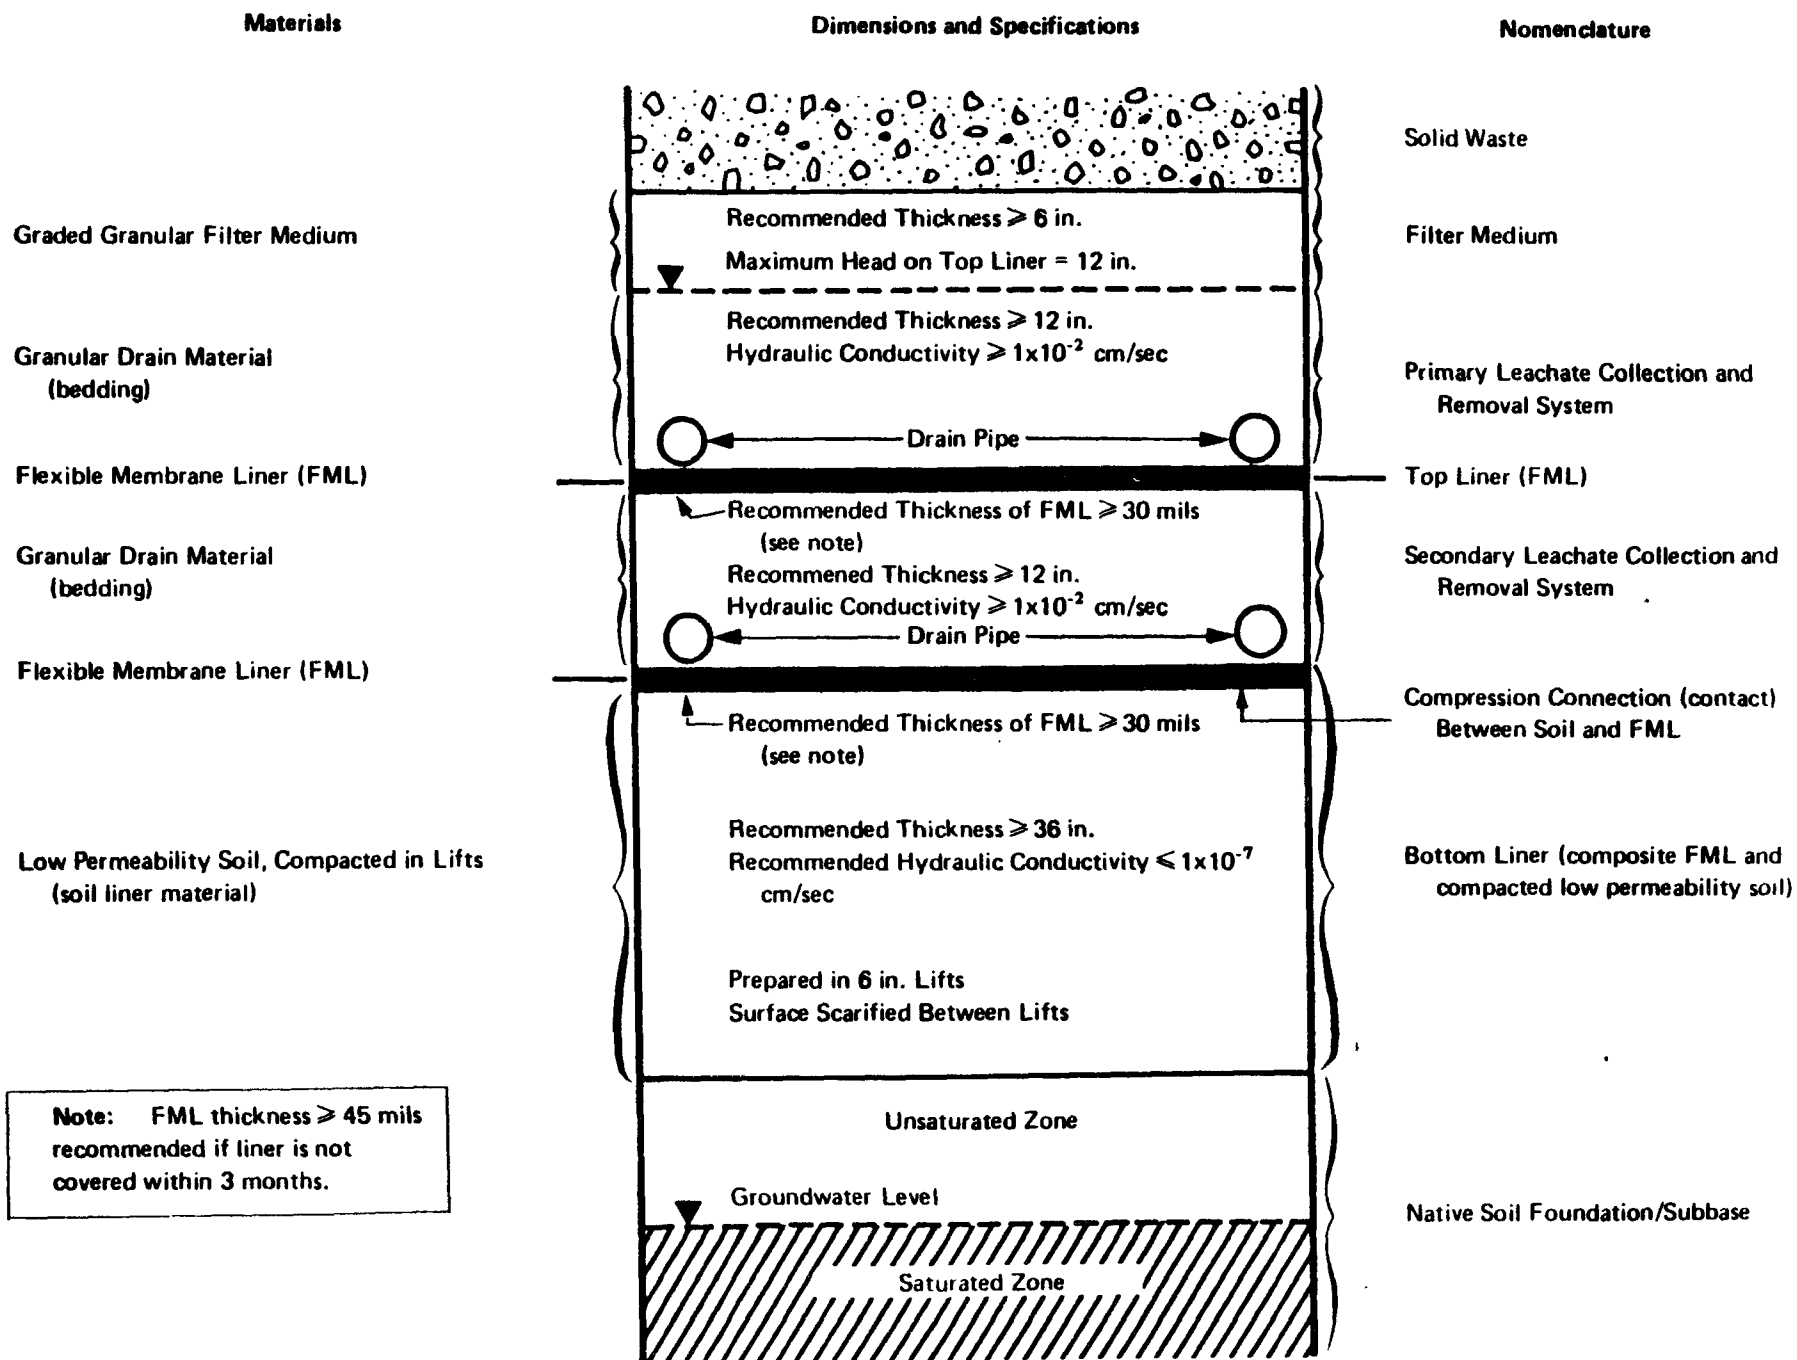 Materials
Dimensions and Specifications
Nomenclature
Solid Waste
Graded Granular Filter Medium
Recommended Thickness ⩾ 6 in.
Maximum Head on Top Liner = 12 in.
Filter Medium
Granular Drain Material
(bedding)
Recommended Thickness ⩾ 12 in.
Hydraulic Conductivity ⩾ 1x10⁻² cm/sec
Drain Pipe
Primary Leachate Collection and
Removal System
Flexible Membrane Liner (FML)
Top Liner (FML)
Granular Drain Material
(bedding)
Recommended Thickness of FML ⩾ 30 mils
(see note)
Recommened Thickness ⩾ 12 in.
Hydraulic Conductivity ⩾ 1x10⁻² cm/sec
Drain Pipe
Secondary Leachate Collection and
Removal System
Flexible Membrane Liner (FML)
Recommended Thickness of FML ⩾ 30 mils
(see note)
Compression Connection (contact)
Between Soil and FML
Low Permeability Soil, Compacted in Lifts
(soil liner material)
Recommended Thickness ⩾ 36 in.
Recommended Hydraulic Conductivity ⩽ 1x10⁻⁷
cm/sec
Prepared in 6 in. Lifts
Surface Scarified Between Lifts
Bottom Liner (composite FML and
compacted low permeability soil)
Note: FML thickness ⩾ 45 mils
recommended if liner is not
covered within 3 months.
Unsaturated Zone
Groundwater Level
Saturated Zone
Native Soil Foundation/Subbase